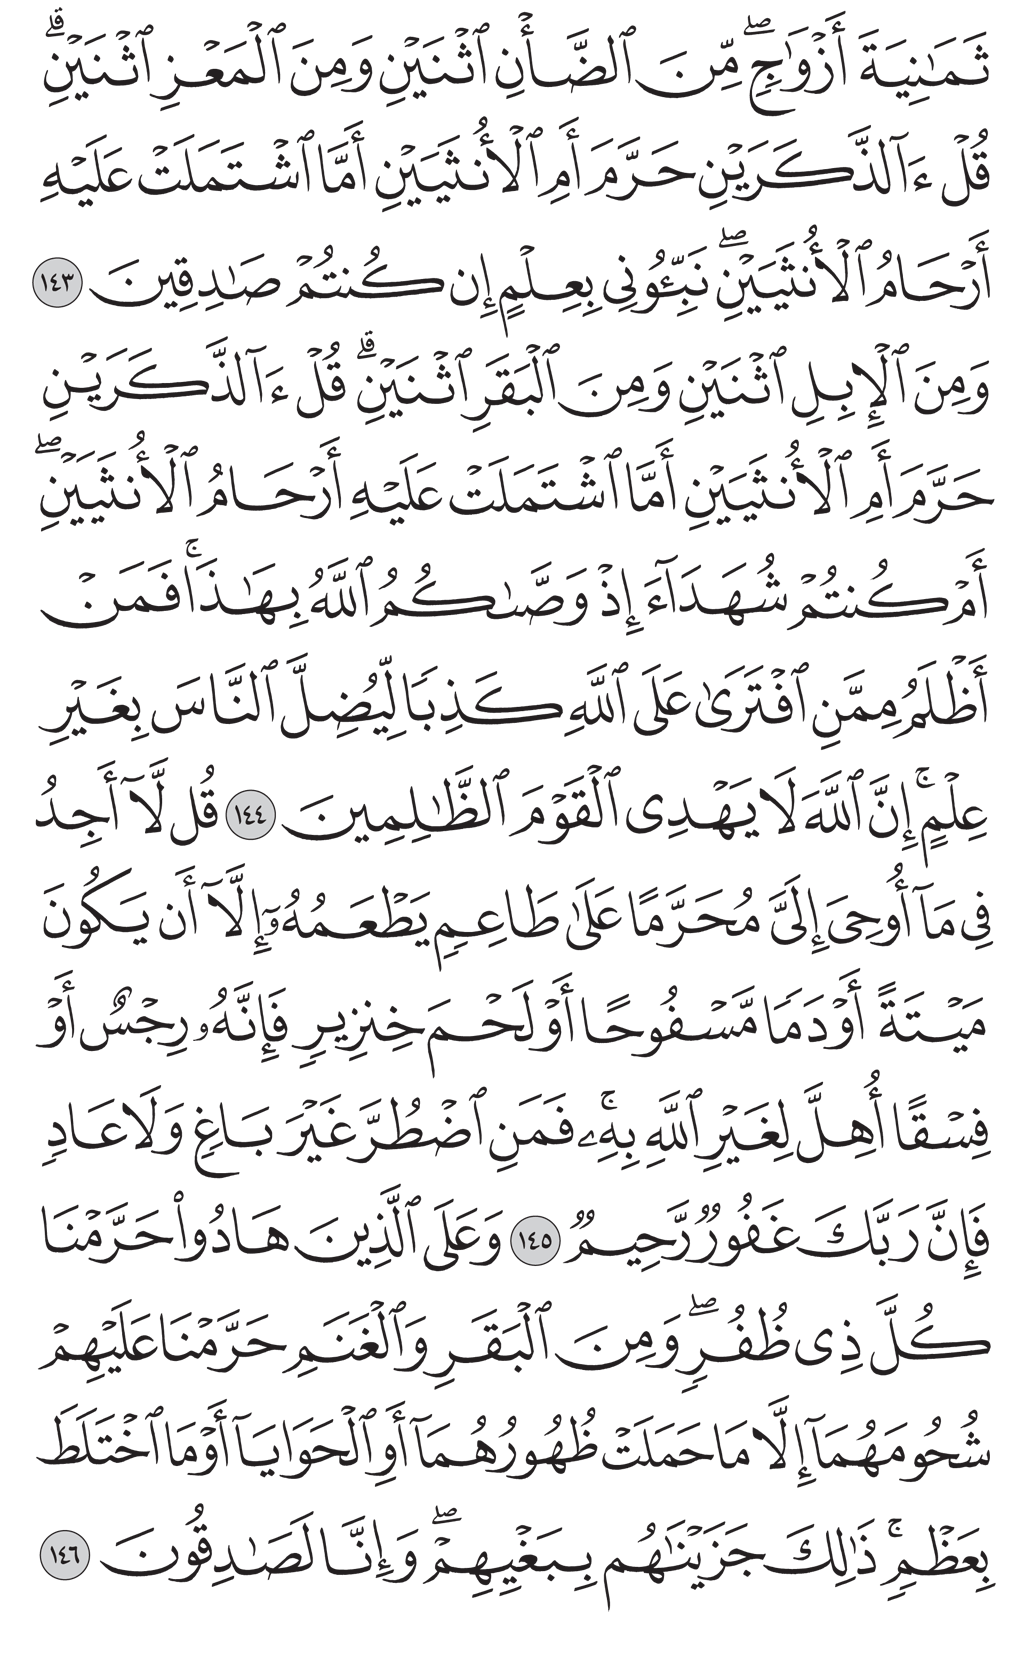 ثَمَٰنِيَةَ أَزْوَٰجٍۖ مِّنَ ٱلضَّأْنِ ٱثْنَيْنِ وَمِنَ ٱلْمَعْزِ ٱثْنَيْنِۗ
قُلْ ءَآلذَّكَرَيْنِ حَرَّمَ أَمِ ٱلْأُنثَيَيْنِ أَمَّا ٱشْتَمَلَتْ عَلَيْهِ
أَرْحَامُ ٱلْأُنثَيَيْنِۖ نَبِّـُٔونِى بِعِلْمٍ إِن كُنتُمْ صَٰدِقِينَ ١٤٣
وَمِنَ ٱلْإِبِلِ ٱثْنَيْنِ وَمِنَ ٱلْبَقَرِ ٱثْنَيْنِۗ قُلْ ءَآلذَّكَرَيْنِ
حَرَّمَ أَمِ ٱلْأُنثَيَيْنِ أَمَّا ٱشْتَمَلَتْ عَلَيْهِ أَرْحَامُ ٱلْأُنثَيَيْنِۖ
أَمْ كُنتُمْ شُهَدَآءَ إِذْ وَصَّىٰكُمُ ٱللَّهُ بِهَٰذَاۚ فَمَنْ
أَظْلَمُ مِمَّنِ ٱفْتَرَىٰ عَلَى ٱللَّهِ كَذِبًا لِّيُضِلَّ ٱلنَّاسَ بِغَيْرِ
عِلْمٍۚ إِنَّ ٱللَّهَ لَا يَهْدِى ٱلْقَوْمَ ٱلظَّٰلِمِينَ ١٤٤ قُل لَّآ أَجِدُ
فِى مَآ أُوحِىَ إِلَىَّ مُحَرَّمًا عَلَىٰ طَاعِمٍ يَطْعَمُهُۥٓ إِلَّآ أَن يَكُونَ
مَيْتَةً أَوْ دَمًا مَّسْفُوحًا أَوْ لَحْمَ خِنزِيرٍ فَإِنَّهُۥ رِجْسٌ أَوْ
فِسْقًا أُهِلَّ لِغَيْرِ ٱللَّهِ بِهِۦۚ فَمَنِ ٱضْطُرَّ غَيْرَ بَاغٍ وَلَا عَادٍ
فَإِنَّ رَبَّكَ غَفُورٌ رَّحِيمٌ ١٤٥ وَعَلَى ٱلَّذِينَ هَادُوا۟ حَرَّمْنَا
كُلَّ ذِى ظُفُرٍۖ وَمِنَ ٱلْبَقَرِ وَٱلْغَنَمِ حَرَّمْنَا عَلَيْهِمْ
شُحُومَهُمَآ إِلَّا مَا حَمَلَتْ ظُهُورُهُمَآ أَوِ ٱلْحَوَايَآ أَوْ مَا ٱخْتَلَطَ
بِعَظْمٍۚ ذَٰلِكَ جَزَيْنَٰهُم بِبَغْيِهِمْۖ وَإِنَّا لَصَٰدِقُونَ ١٤٦